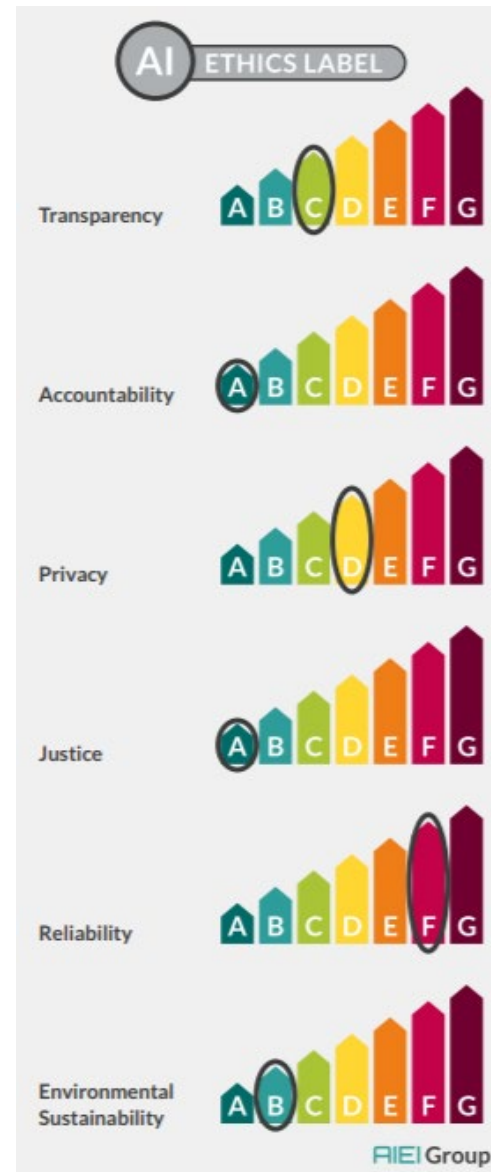 AI ETHICS LABEL
Transparency A B C D E F G
Accountability A B C D E F G
Privacy A B C D E F G
Justice A B C D E F G
Reliability A B C D E F G
Environmental
Sustainability A B C D E F G
AIEI Group